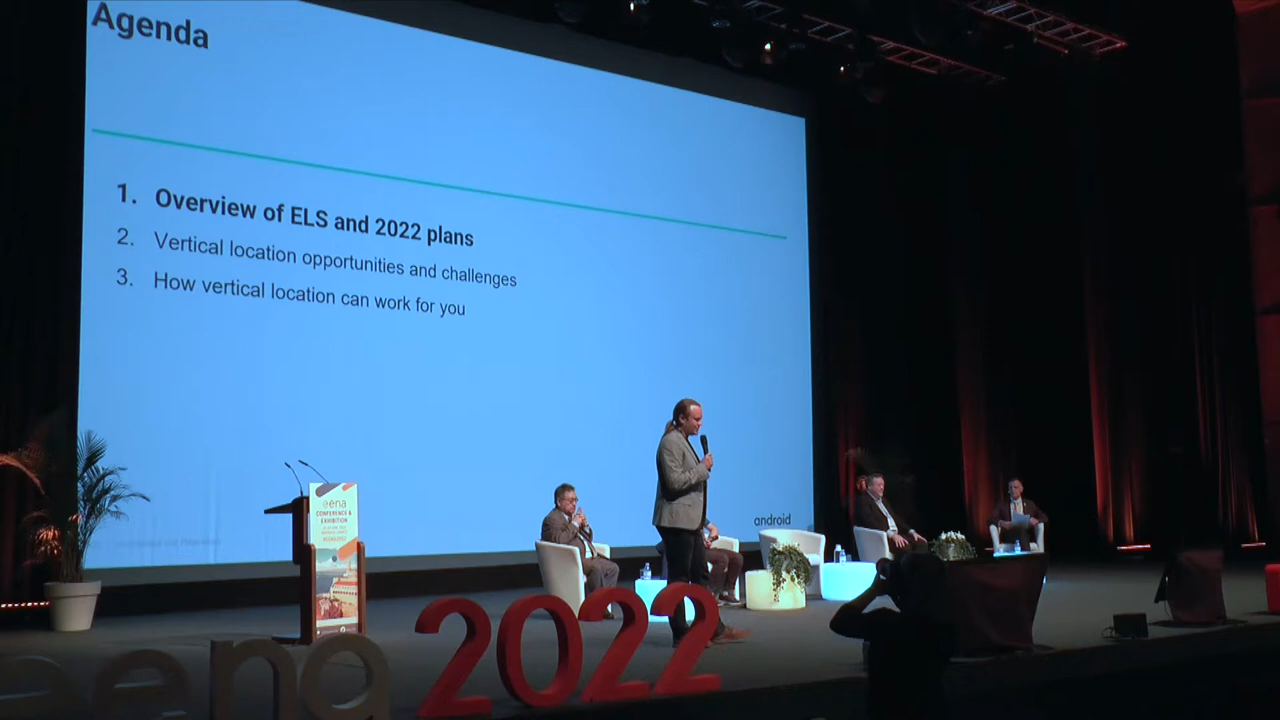 Agenda
1. Overview of ELS and 2022 plans
2. Vertical location opportunities and challenges
3. How vertical location can work for you
android
eena
CONFERENCE &
EXHIBITION
eena 2022